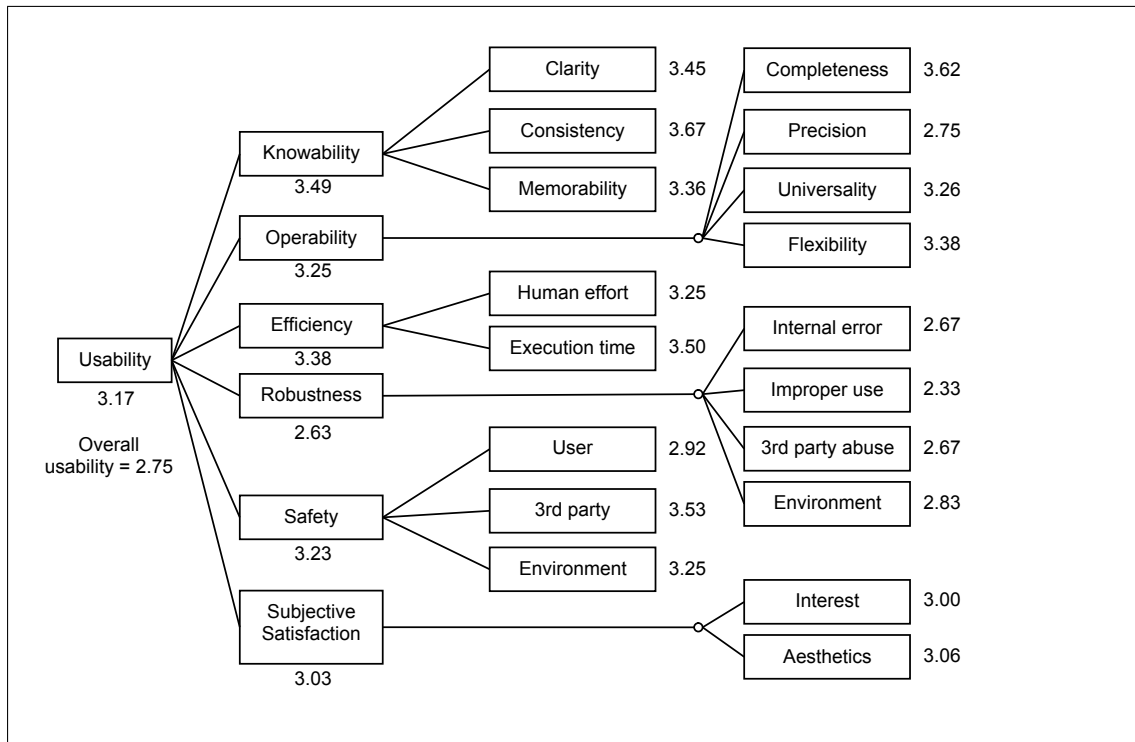 Usability
3.17
Overall
usability = 2.75
Knowability
3.49
Operability
3.25
Efficiency
3.38
Robustness
2.63
Safety
3.23
Subjective
Satisfaction
3.03
Clarity 3.45
Consistency 3.67
Memorability 3.36
Human effort 3.25
Execution time 3.50
User 2.92
3rd party 3.53
Environment 3.25
Completeness 3.62
Precision 2.75
Universality 3.26
Flexibility 3.38
Internal error 2.67
Improper use 2.33
3rd party abuse 2.67
Environment 2.83
Interest 3.00
Aesthetics 3.06